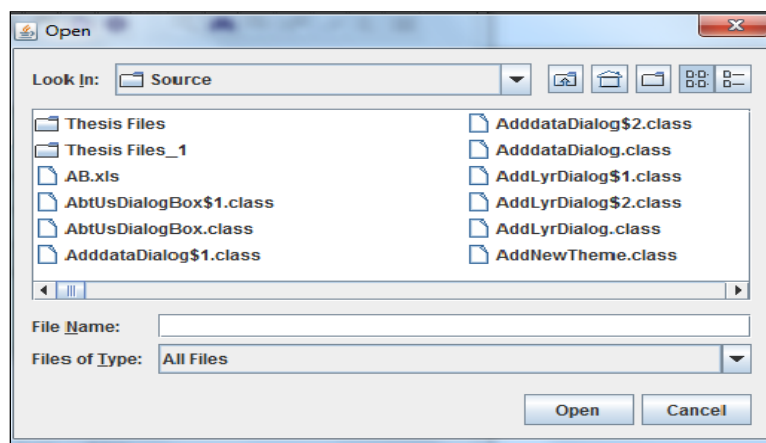 Open
Look In: Source
Thesis Files
Thesis Files_1
AB.xls
AbtUsDialogBox$1.class
AbtUsDialogBox.class
AdddataDialog$1.class
AdddataDialog$2.class
AdddataDialog.class
AddLyrDialog$1.class
AddLyrDialog$2.class
AddLyrDialog.class
AddNewTheme.class
File Name:
Files of Type: All Files
Open Cancel